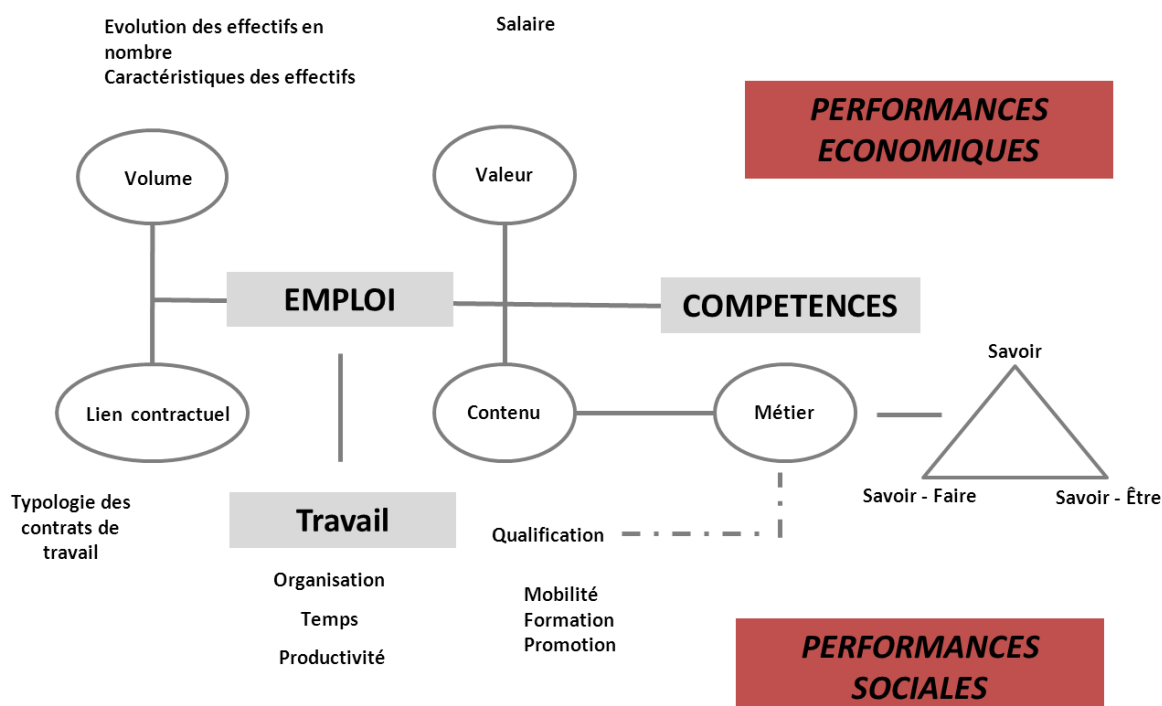 Evolution des effectifs en
nombre
Caractéristiques des effectifs
Salaire
PERFORMANCES
ECONOMIQUES
Volume
Valeur
EMPLOI
COMPETENCES
Savoir
Lien contractuel
Contenu
Métier
Savoir - Faire
Savoir - Être
Typologie des
contrats de
travail
Travail
Qualification
Organisation
Temps
Productivité
Mobilité
Formation
Promotion
PERFORMANCES
SOCIALES